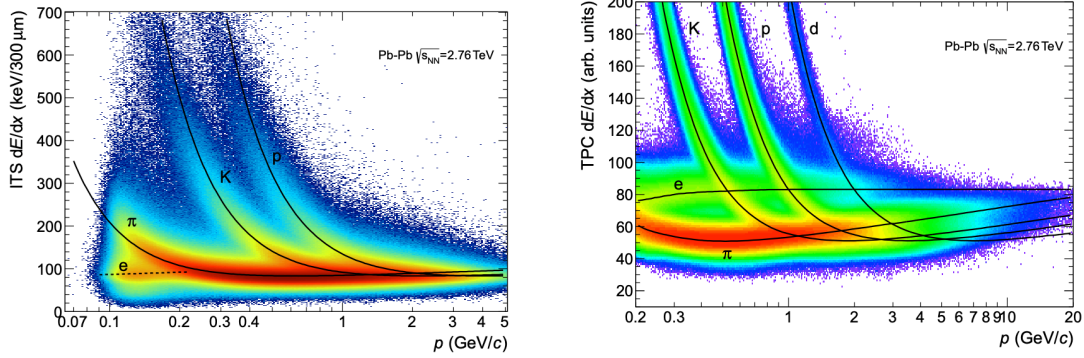 ITS dE/dx (keV/300 μm)
700
600
500
400
300
200
100
0
Pb-Pb √sNN=2.76 TeV
π
e
K
p
0.07 0.1 0.2 0.3 0.4 1 2 3 4 5
p (GeV/c)
TPC dE/dx (arb. units)
200
180
160
140
120
100
80
60
40
20
K p d
Pb-Pb √sNN=2.76 TeV
e
π
0.2 0.3 1 2 3 4 5 6 7 8 9 10 20
p (GeV/c)